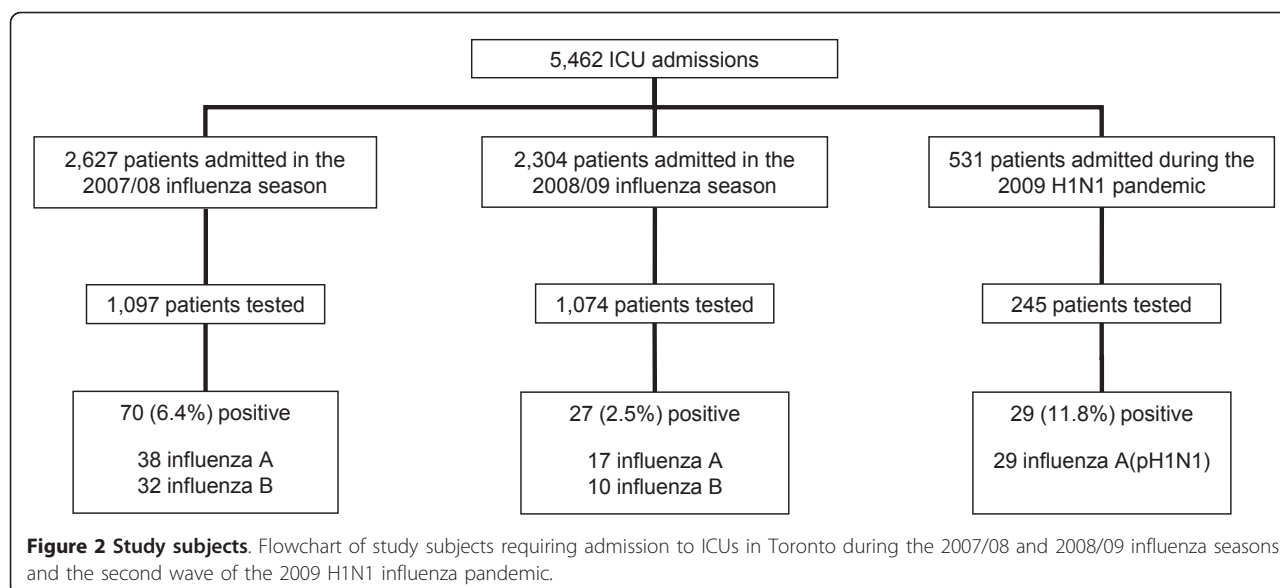 5,462 ICU admissions
2,627 patients admitted in the
2007/08 influenza season
2,304 patients admitted in the
2008/09 influenza season
531 patients admitted during the
2009 H1N1 pandemic
1,097 patients tested
1,074 patients tested
245 patients tested
70 (6.4%) positive
38 influenza A
32 influenza B
27 (2.5%) positive
17 influenza A
10 influenza B
29 (11.8%) positive
29 influenza A(pH1N1)
Figure 2 Study subjects. Flowchart of study subjects requiring admission to ICUs in Toronto during the 2007/08 and 2008/09 influenza seasons
and the second wave of the 2009 H1N1 influenza pandemic.